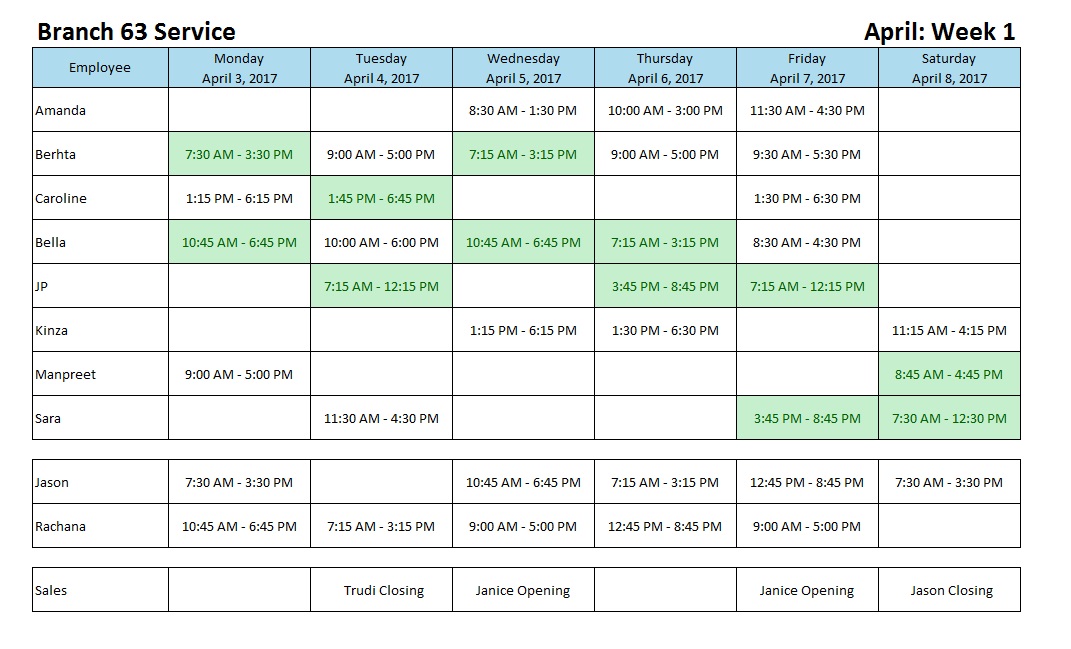 Branch 63 Service April: Week 1
Employee Monday Tuesday Wednesday Thursday Friday Saturday
April 3, 2017 April 4, 2017 April 5, 2017 April 6, 2017 April 7, 2017 April 8, 2017
Amanda 8:30 AM - 1:30 PM 10:00 AM - 3:00 PM 11:30 AM - 4:30 PM
Berhta 7:30 AM - 3:30 PM 9:00 AM - 5:00 PM 7:15 AM - 3:15 PM 9:00 AM - 5:00 PM 9:30 AM - 5:30 PM
Caroline 1:15 PM - 6:15 PM 1:45 PM - 6:45 PM 1:30 PM - 6:30 PM
Bella 10:45 AM - 6:45 PM 10:00 AM - 6:00 PM 10:45 AM - 6:45 PM 7:15 AM - 3:15 PM 8:30 AM - 4:30 PM
JP 7:15 AM - 12:15 PM 3:45 PM - 8:45 PM 7:15 AM - 12:15 PM
Kinza 1:15 PM - 6:15 PM 1:30 PM - 6:30 PM 11:15 AM - 4:15 PM
Manpreet 9:00 AM - 5:00 PM 8:45 AM - 4:45 PM
Sara 11:30 AM - 4:30 PM 3:45 PM - 8:45 PM 7:30 AM - 12:30 PM
Jason 7:30 AM - 3:30 PM 10:45 AM - 6:45 PM 7:15 AM - 3:15 PM 12:45 PM - 8:45 PM 7:30 AM - 3:30 PM
Rachana 10:45 AM - 6:45 PM 7:15 AM - 3:15 PM 9:00 AM - 5:00 PM 12:45 PM - 8:45 PM 9:00 AM - 5:00 PM
Sales Trudi Closing Janice Opening Janice Opening Jason Closing